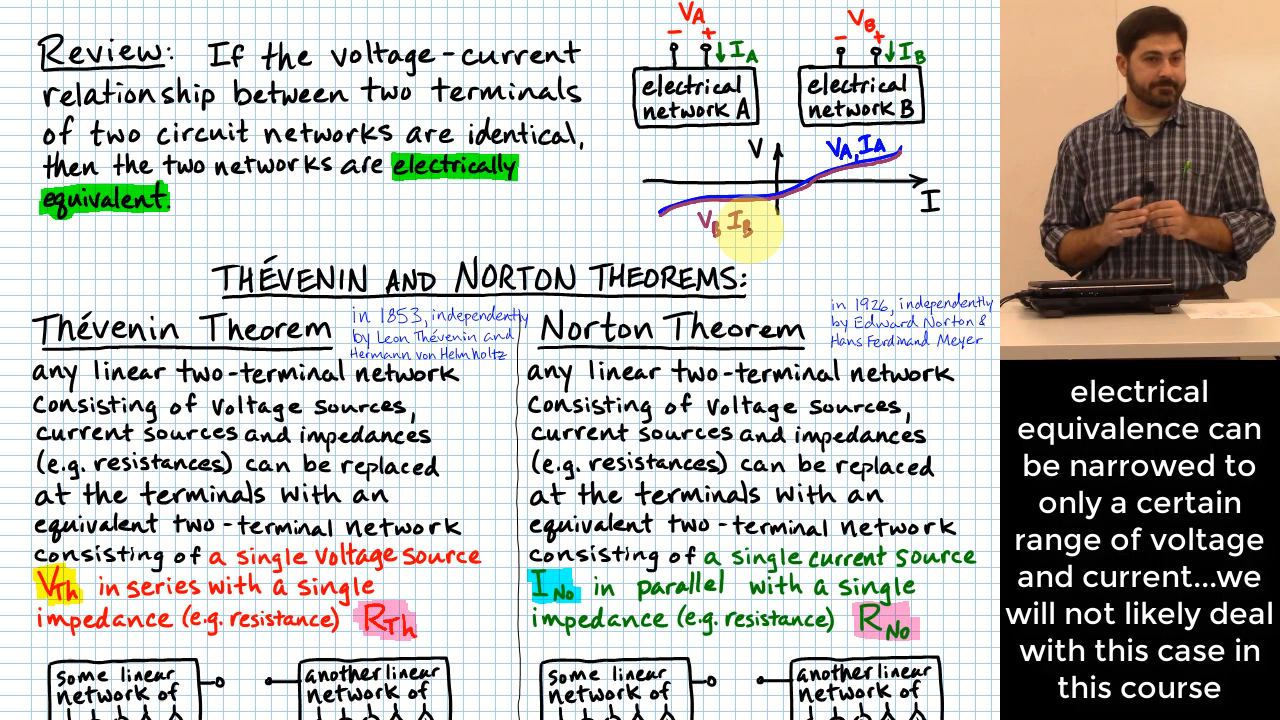 Review: If the voltage-current
relationship between two terminals
of two circuit networks are identical,
then the two networks are electrically
equivalent.
VA
- +
↓IA
electrical
network A
VB
- +
↓IB
electrical
network B
V
VA, IA
I
VB IB
THÉVENIN AND NORTON THEOREMS:
Thévenin Theorem
in 1853, independently
by Leon Thévenin and
Hermann von Helmholtz
any linear two-terminal network
consisting of voltage sources,
current sources and impedances
(e.g. resistances) can be replaced
at the terminals with an
equivalent two-terminal network
consisting of a single voltage source
VTh in series with a single
impedance (e.g. resistance) RTh
some linear
network of
another linear
network of
Norton Theorem
in 1926, independently
by Edward Norton &
Hans Ferdinand Meyer
any linear two-terminal network
consisting of voltage sources,
current sources and impedances
(e.g. resistances) can be replaced
at the terminals with an
equivalent two-terminal network
consisting of a single current source
INo in parallel with a single
impedance (e.g. resistance) RNo
some linear
network of
another linear
network of
electrical
equivalence can
be narrowed to
only a certain
range of voltage
and current...we
will not likely deal
with this case in
this course